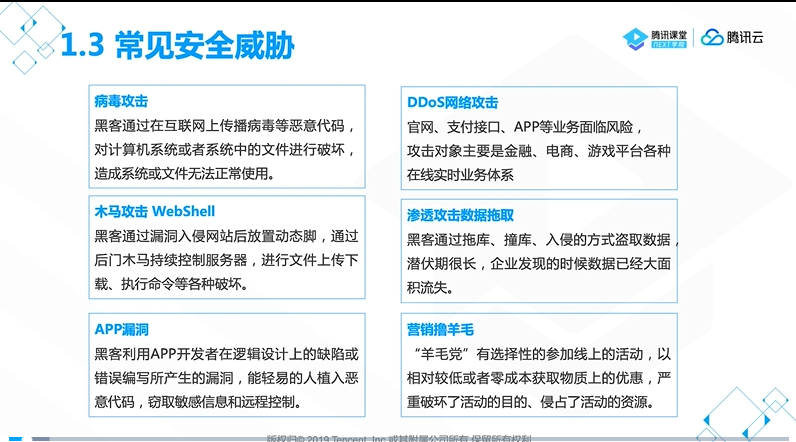 1.3 常见安全威胁
腾讯课堂
NEXT学院
腾讯云
病毒攻击
黑客通过在互联网上传播病毒等恶意代码，
对计算机系统或者系统中的文件进行破坏，
造成系统或文件无法正常使用。
DDoS网络攻击
官网、支付接口、APP等业务面临风险，
攻击对象主要是金融、电商、游戏平台各种
在线实时业务体系
木马攻击 WebShell
黑客通过漏洞入侵网站后放置动态脚，通过
后门木马持续控制服务器，进行文件上传下
载、执行命令等各种破坏。
渗透攻击数据拖取
黑客通过拖库、撞库、入侵的方式盗取数据，
潜伏期很长，企业发现的时候数据已经大面
积流失。
APP漏洞
黑客利用APP开发者在逻辑设计上的缺陷或
错误编写所产生的漏洞，能轻易的人植入恶
意代码，窃取敏感信息和远程控制。
营销撸羊毛
“羊毛党”有选择性的参加线上的活动，以
相对较低或者零成本获取物质上的优惠，严
重破环了活动的目的、侵占了活动的资源。
版权归© 2019 Tencent, Inc.或其附属公司所有 保留所有权利